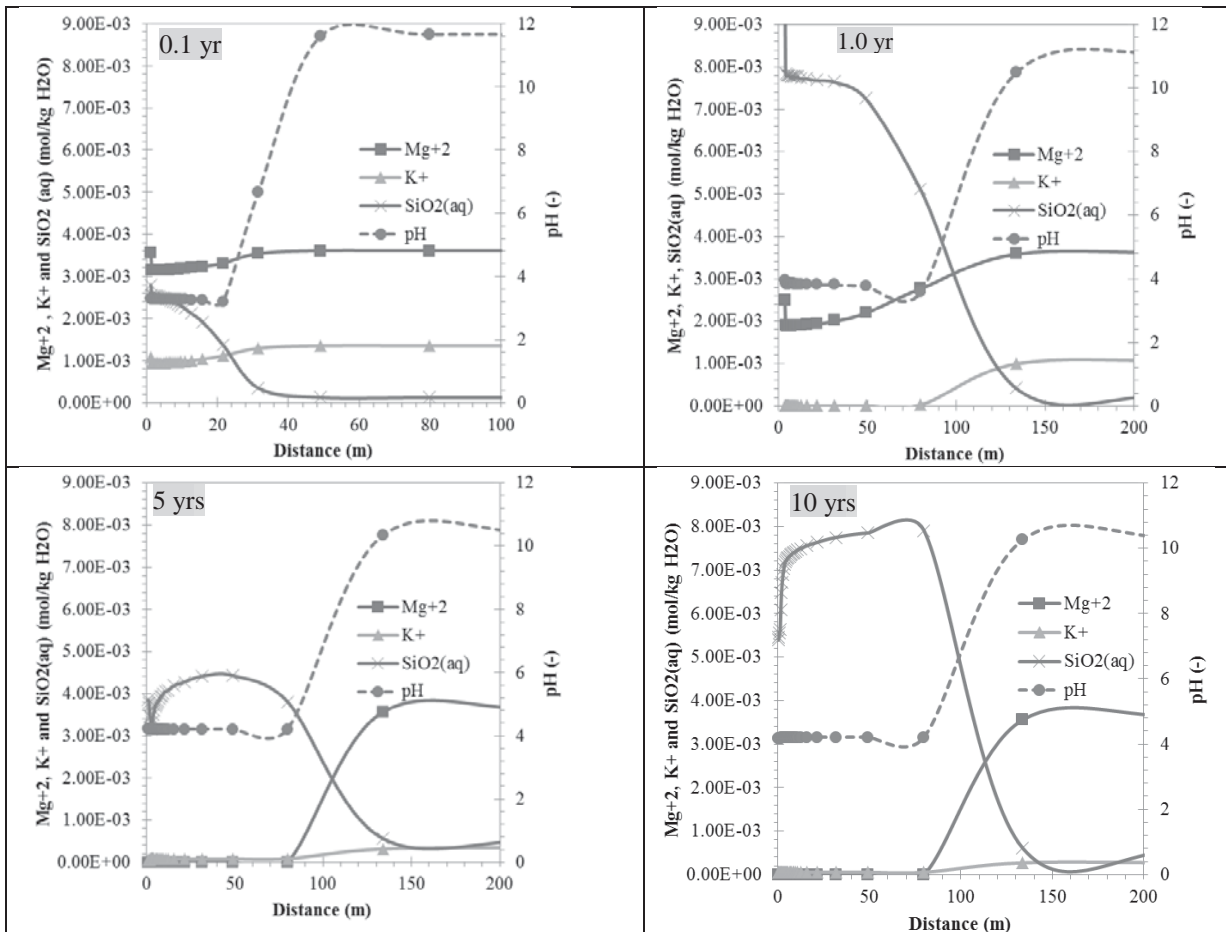 0.1 yr
Mg+2 , K+ and SiO2 (aq) (mol/kg H2O)
9.00E-03
8.00E-03
7.00E-03
6.00E-03
5.00E-03
4.00E-03
3.00E-03
2.00E-03
1.00E-03
0.00E+00
0 20 40 60 80 100
Distance (m)
12
10
8
6
4
2
0
pH (-)
Mg+2
K+
SiO2(aq)
pH
1.0 yr
Mg+2, K+, SiO2(aq) (mol/kg H2O)
9.00E-03
8.00E-03
7.00E-03
6.00E-03
5.00E-03
4.00E-03
3.00E-03
2.00E-03
1.00E-03
0.00E+00
0 50 100 150 200
Distance (m)
12
10
8
6
4
2
0
pH (-)
Mg+2
K+
SiO2(aq)
pH
5 yrs
Mg+2, K+ and SiO2(aq) (mol/kg H2O)
9.00E-03
8.00E-03
7.00E-03
6.00E-03
5.00E-03
4.00E-03
3.00E-03
2.00E-03
1.00E-03
0.00E+00
0 50 100 150 200
Distance (m)
12
10
8
6
4
2
0
pH (-)
Mg+2
K+
SiO2(aq)
pH
10 yrs
Mg+2, K+ and SiO2(aq) (mol/kg H2O)
9.00E-03
8.00E-03
7.00E-03
6.00E-03
5.00E-03
4.00E-03
3.00E-03
2.00E-03
1.00E-03
0.00E+00
0 50 100 150 200
Distance (m)
12
10
8
6
4
2
0
pH (-)
Mg+2
K+
SiO2(aq)
pH